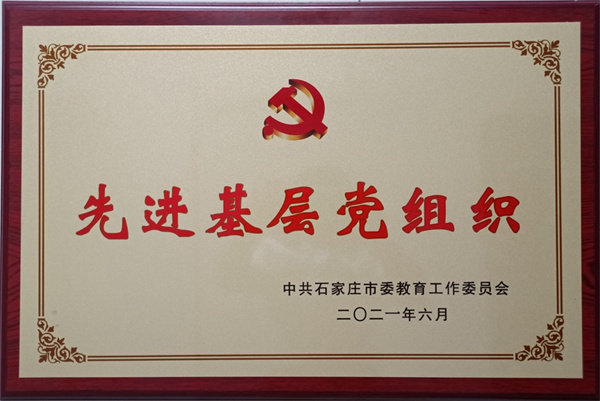 先进基层党组织
中共石家庄市委教育工作委员会
二〇二一年六月